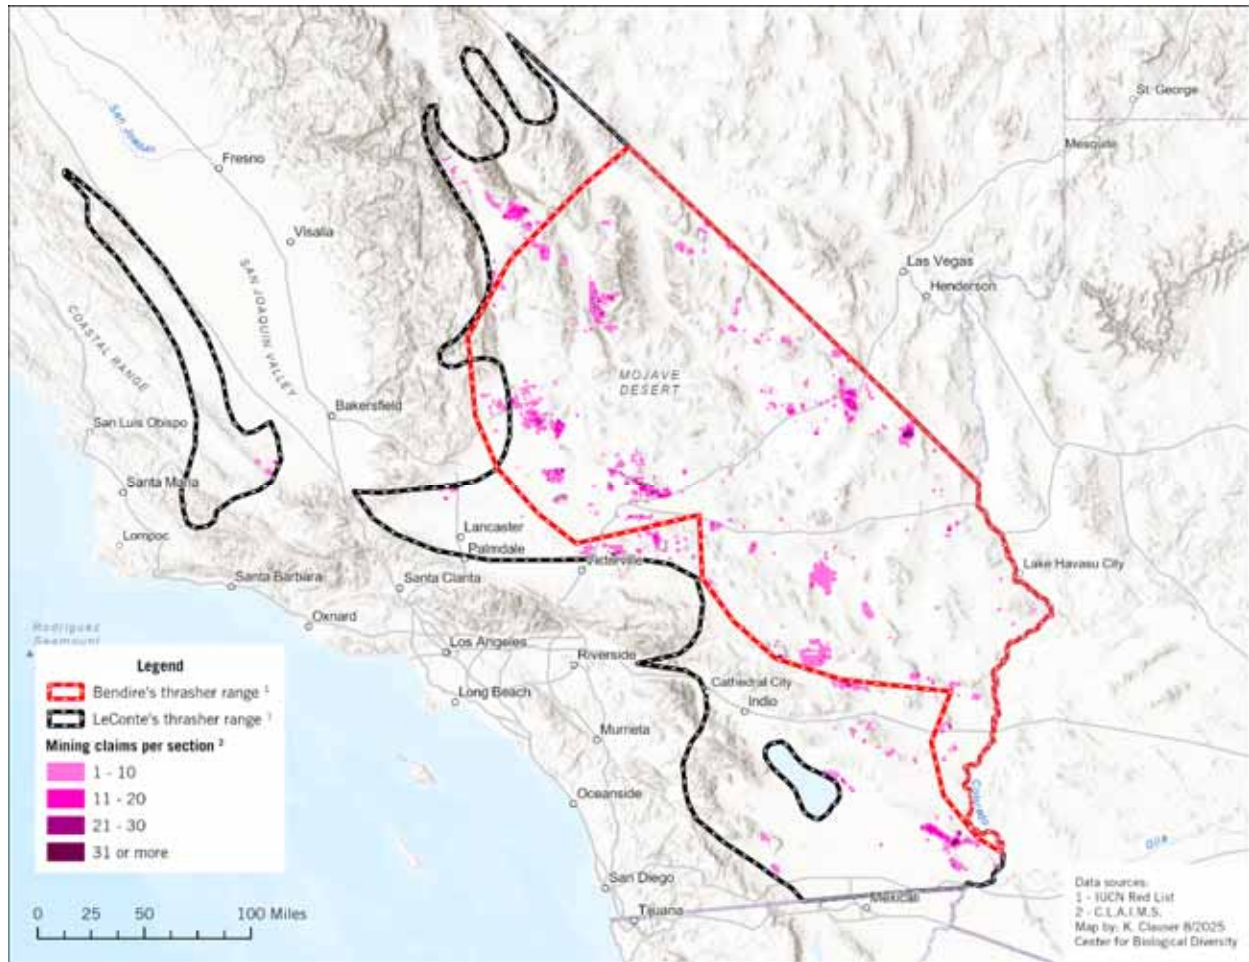 St. George
Mesquite
San Joaquin
Fresno
Visalia
Las Vegas
Henderson
SAN JOAQUIN VALLEY
COASTAL RANGE
MOJAVE
DESERT
Bakersfield
San Luis Obispo
Santa Maria
Lompoc
Lancaster
Palmdale
Victorville
Lake Havasu City
Santa Barbara
Santa Clarita
Oxnard
Rodriguez
Seamount
Los Angeles
Riverside
Long Beach
Cathedral City
Indio
Murrieta
Oceanside
Colorado
Gila
San Diego
Tijuana
Mexicali
Legend
Bendire's thrasher range 1
LeConte's thrasher range 1
Mining claims per section 2
1 - 10
11 - 20
21 - 30
31 or more
0 25 50 100 Miles
Data sources:
1 - IUCN Red List
2 - C.L.A.I.M.S.
Map by: K. Clauser 8/2025
Center for Biological Diversity